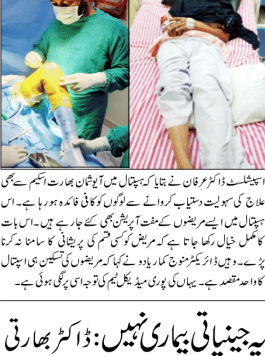 اسپیشلسٹ ڈاکٹر عرفان نے بتایا کہ ہسپتال میں آیوشمان بھارت اسکیم سے بھی
علاج کی سہولیت دستیاب کروانے سے لوگوں کو کافی فائدہ ہو رہا ہے۔ اس
ہسپتال میں ایسے مریضوں کے مفت آپریشن بھی کئے جا رہے ہیں۔ اس بات
کا مکمل خیال رکھا جاتا ہے کہ مریض کو کسی قسم کی پریشانی کا سامنا نہ کرنا
پڑے۔ وہیں ڈائریکٹر منوج کمار یادو نے کہا کہ مریضوں کی تسکین ہی اسپتال
کا واحد مقصد ہے۔ یہاں کی پوری میڈیکل ٹیم کی توجہ اسی پر لگی ہوئی ہے۔
یہ جینیاتی بیماری نہیں: ڈاکٹر بھارتی